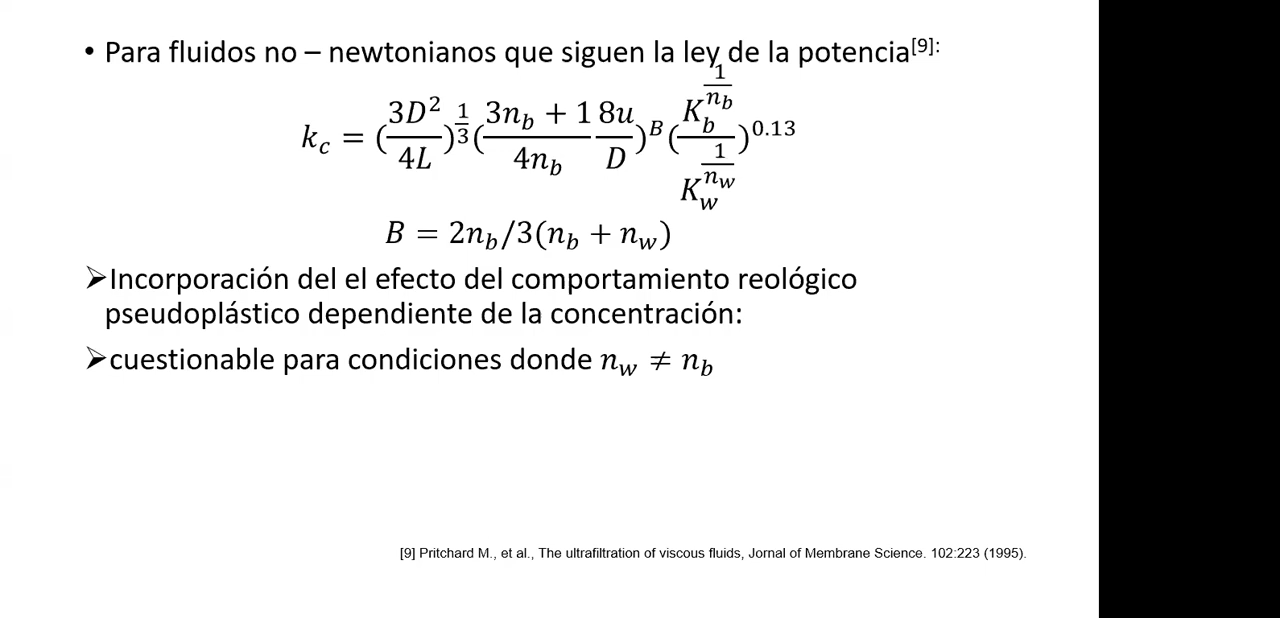 • Para fluidos no – newtonianos que siguen la ley de la potencia[9]:
k_c = (3D²/4L)^{1/3}((3n_b + 1)/(4n_b) 8u/D)^B(K_b^{1/n_b}/K_w^{1/n_w})^{0.13}
B = 2n_b/3(n_b + n_w)
➢Incorporación del el efecto del comportamiento reológico
pseudoplástico dependiente de la concentración:
➢cuestionable para condiciones donde n_w ≠ n_b
[9] Pritchard M., et al., The ultrafiltration of viscous fluids, Jornal of Membrane Science. 102:223 (1995).